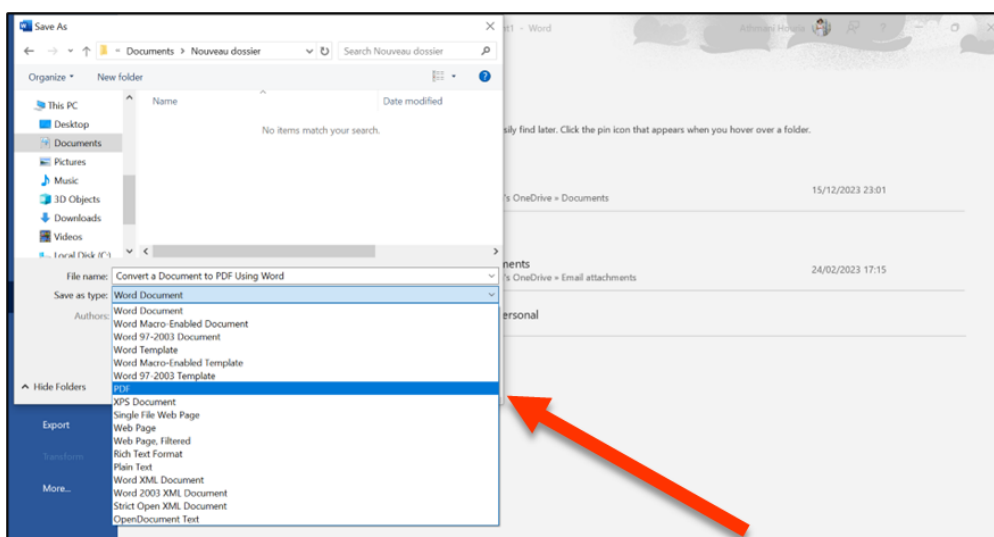 Save As
Documents > Nouveau dossier
Search Nouveau dossier
Organize
New folder
This PC
Desktop
Documents
Pictures
Music
3D Objects
Downloads
Videos
Local Disk (C:)
Name
Date modified
No items match your search.
File name: Convert a Document to PDF Using Word
Save as type: Word Document
Authors:
Word Document
Word Macro-Enabled Document
Word 97-2003 Document
Word Template
Word Macro-Enabled Template
Word 97-2003 Template
PDF
XPS Document
Single File Web Page
Web Page
Web Page, Filtered
Rich Text Format
Plain Text
Word XML Document
Word 2003 XML Document
Strict Open XML Document
OpenDocument Text
Hide Folders
Export
Transform
More...
- Word
sily find later. Click the pin icon that appears when you hover over a folder.
's OneDrive » Documents
15/12/2023 23:01
ments
's OneDrive » Email attachments
24/02/2023 17:15
ersonal